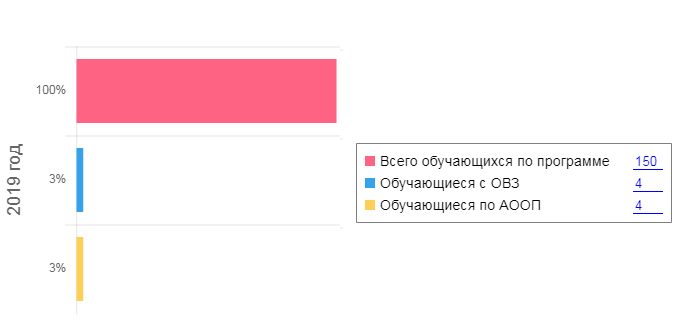 2019 год
100%
3%
3%
Всего обучающихся по программе 150
Обучающиеся с ОВЗ 4
Обучающиеся по АООП 4